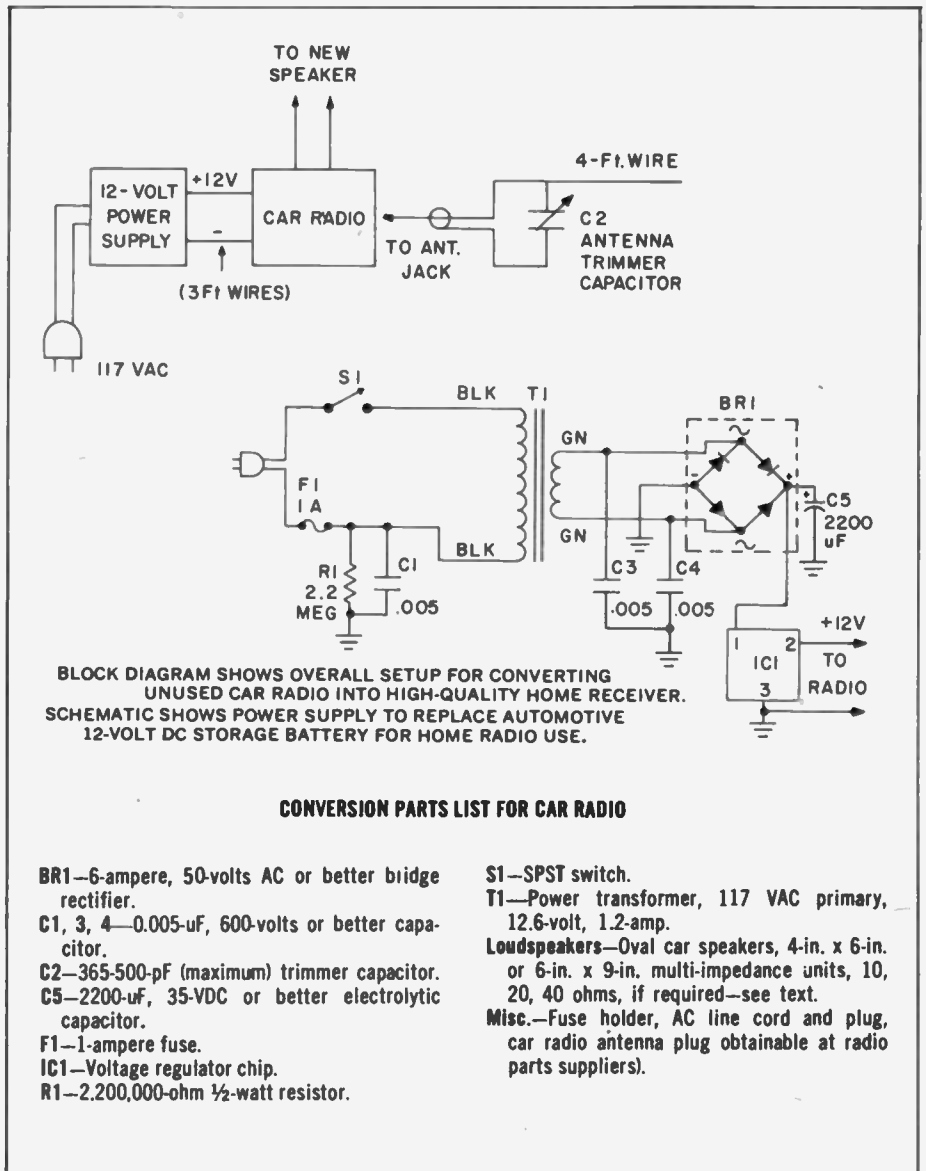 TO NEW
SPEAKER
4-Ft. WIRE
12-VOLT
POWER
SUPPLY
+12V
-
CAR RADIO
TO ANT.
JACK
C2
ANTENNA
TRIMMER
CAPACITOR
(3Ft WIRES)
117 VAC
S1
BLK
T1
BR1
GN
~
-
+
F1
1A
+
C5
2200
uF
GN
~
BLK
R1
2.2
MEG
C1
.005
C3
.005
C4
.005
1
2
IC1
3
+12V
TO
RADIO
BLOCK DIAGRAM SHOWS OVERALL SETUP FOR CONVERTING
UNUSED CAR RADIO INTO HIGH-QUALITY HOME RECEIVER.
SCHEMATIC SHOWS POWER SUPPLY TO REPLACE AUTOMOTIVE
12-VOLT DC STORAGE BATTERY FOR HOME RADIO USE.
CONVERSION PARTS LIST FOR CAR RADIO
BR1—6-ampere, 50-volts AC or better bridge
rectifier.
C1, 3, 4—0.005-uF, 600-volts or better capa-
citor.
C2—365-500-pF (maximum) trimmer capacitor.
C5—2200-uF, 35-VDC or better electrolytic
capacitor.
F1—1-ampere fuse.
IC1—Voltage regulator chip.
R1—2,200,000-ohm ½-watt resistor.
S1—SPST switch.
T1—Power transformer, 117 VAC primary,
12.6-volt, 1.2-amp.
Loudspeakers—Oval car speakers, 4-in. x 6-in.
or 6-in. x 9-in. multi-impedance units, 10,
20, 40 ohms, if required—see text.
Misc.—Fuse holder, AC line cord and plug,
car radio antenna plug obtainable at radio
parts suppliers).